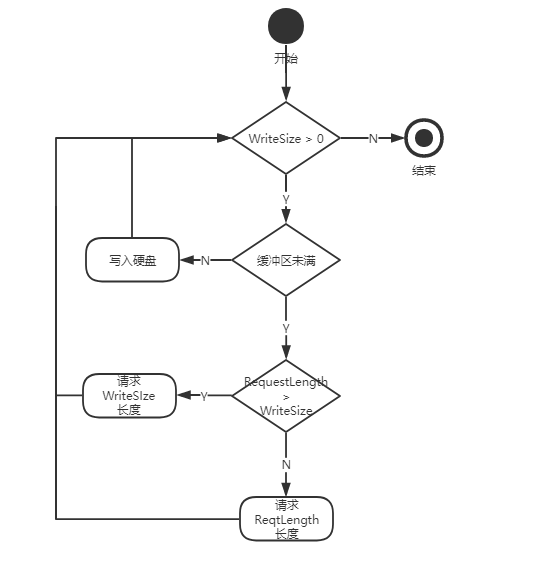 开始
WriteSize > 0
N
结束
Y
写入硬盘
N
缓冲区未满
Y
请求
WriteSIze
长度
Y
RequestLength
>
WriteSize
N
请求
ReqtLength
长度